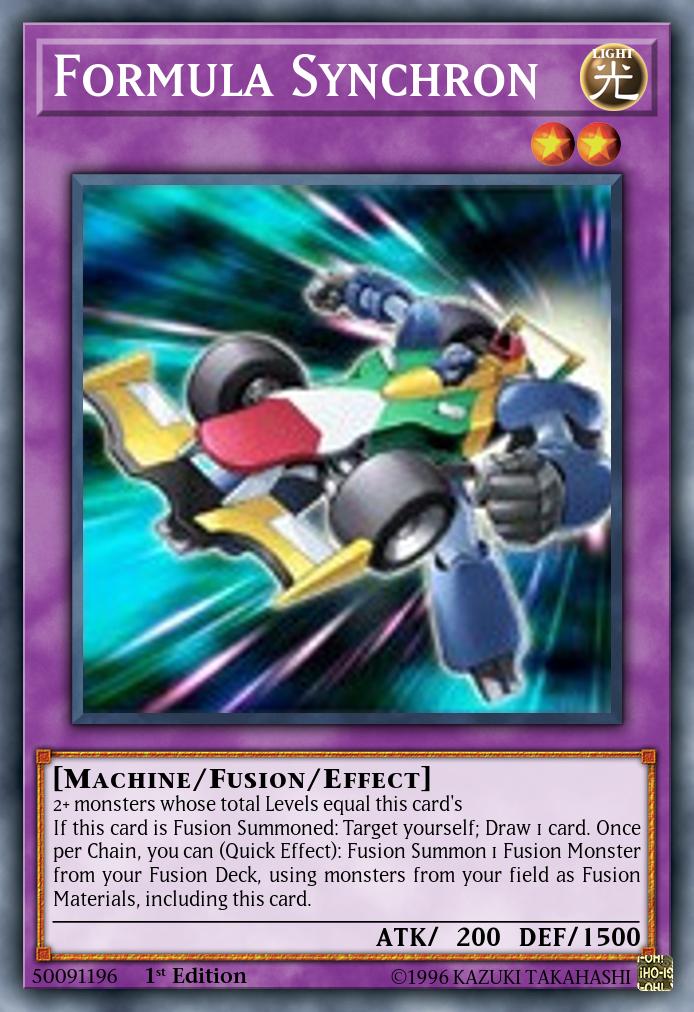 Formula Synchron
LIGHT
光
[Machine/Fusion/Effect]
2+ monsters whose total Levels equal this card's
If this card is Fusion Summoned: Target yourself; Draw 1 card. Once
per Chain, you can (Quick Effect): Fusion Summon 1 Fusion Monster
from your Fusion Deck, using monsters from your field as Fusion
Materials, including this card.
ATK/ 200 DEF/1500
50091196 1st Edition ©1996 KAZUKI TAKAHASHI